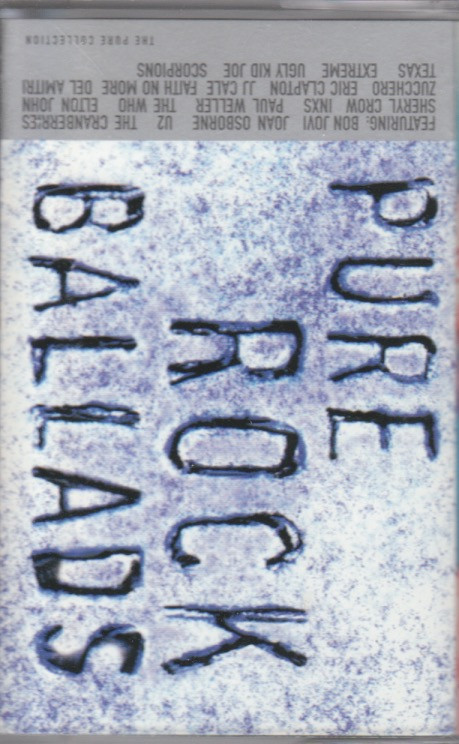 PURE
ROCK
BALLADS
FEATURING: BON JOVI JOAN OSBORNE U2 THE CRANBERRIES
SHERYL CROW INXS PAUL WELLER THE WHO ELTON JOHN
ZUCCHERO ERIC CLAPTON JJ CALE FAITH NO MORE DEL AMITRI
TEXAS EXTREME UGLY KID JOE SCORPIONS
THE PURE COLLECTION